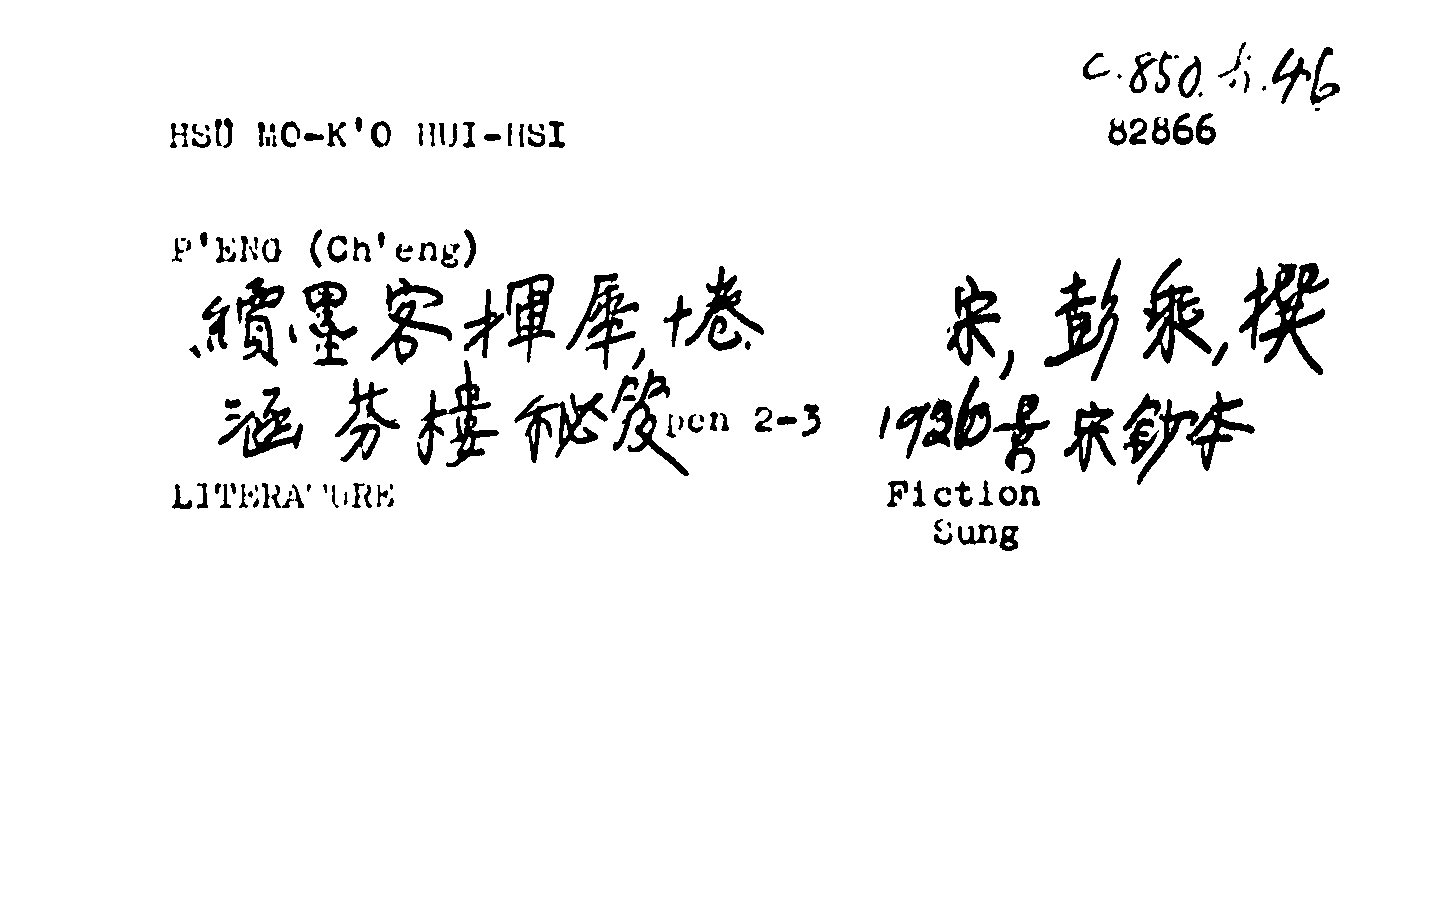 C.850.
.46
HSÜ MO-K'O HUI-HSI
82866
P'ENG (Ch'eng)
續墨客揮犀,十卷. 宋,彭乘,撰
涵芬樓秘笈 pen 2-3 1926景宋鈔本
LITERATURE
Fiction
Sung